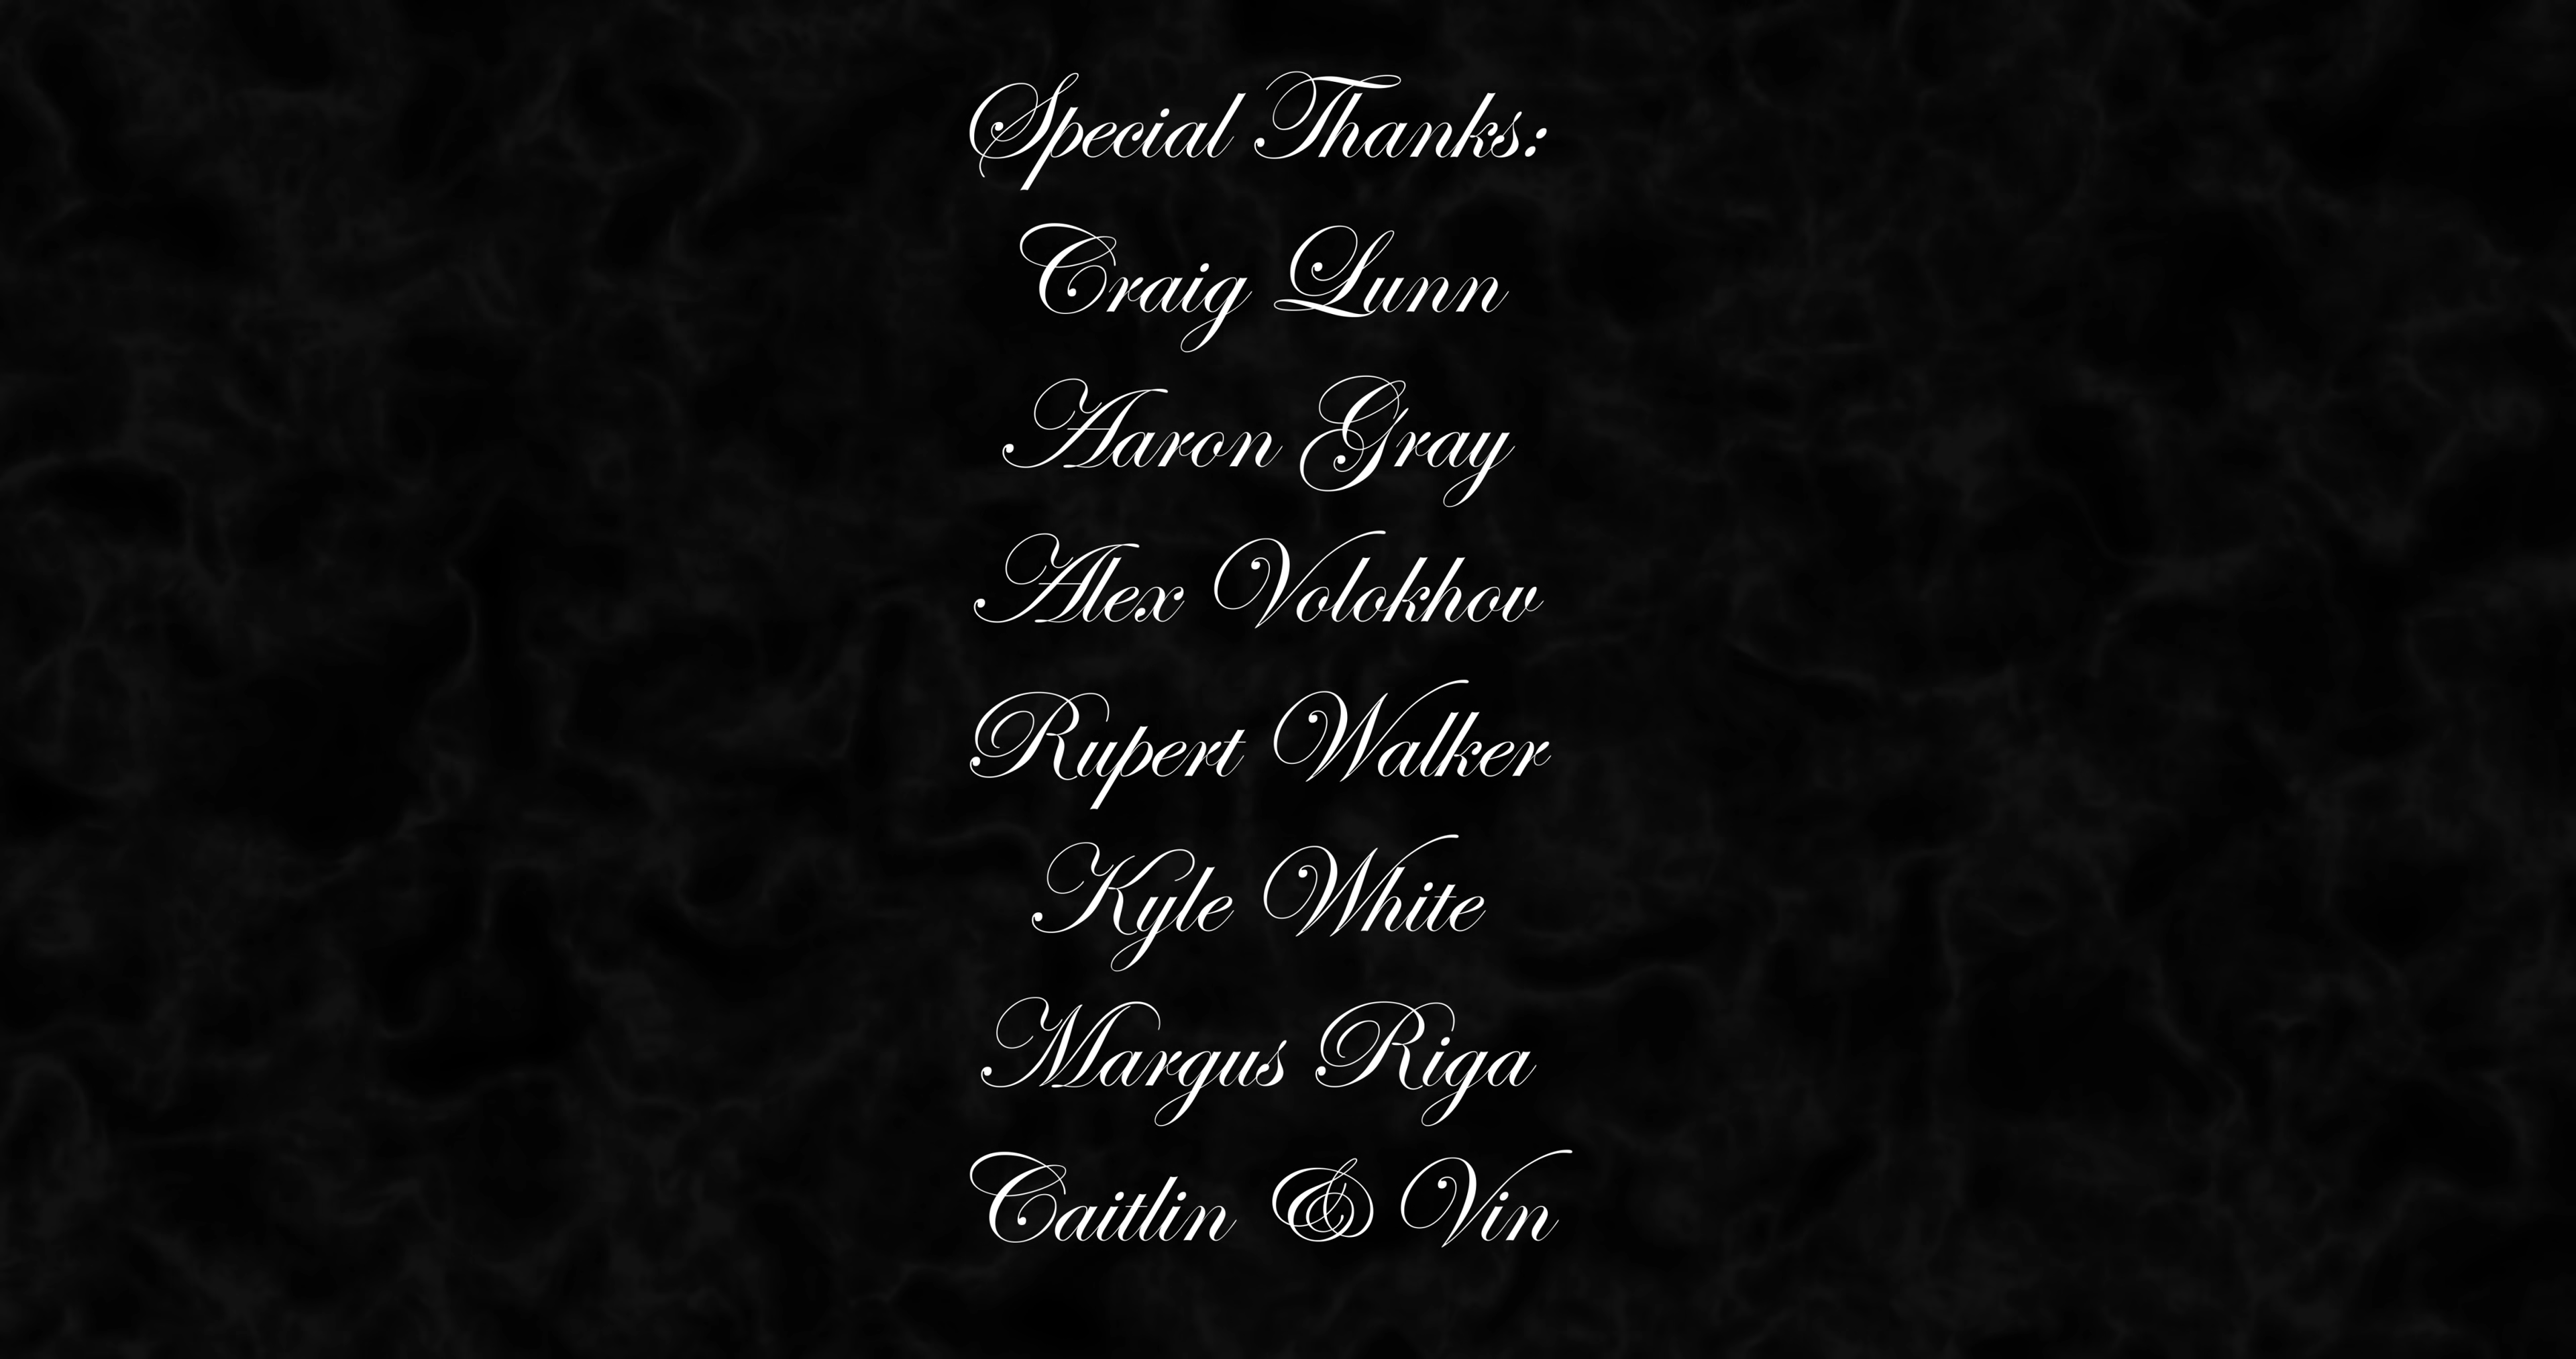 Special Thanks:
Craig Lunn
Aaron Gray
Alex Volokhov
Rupert Walker
Kyle White
Margus Riga
Caitlin & Vin